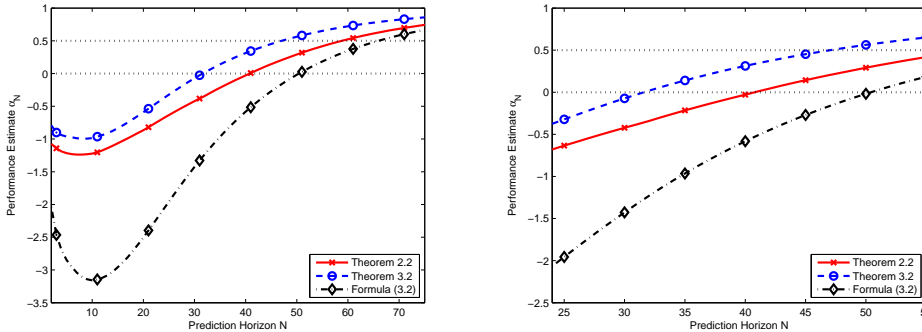 1
0.5
0
−0.5
−1
−1.5
−2
−2.5
−3
−3.5
Performance Estimate αN
10 20 30 40 50 60 70
Prediction Horizon N
Theorem 2.2
Theorem 3.2
Formula (3.2)
1
0.5
0
−0.5
−1
−1.5
−2
−2.5
Performance Estimate αN
25 30 35 40 45 50
Prediction Horizon N
Theorem 2.2
Theorem 3.2
Formula (3.2)